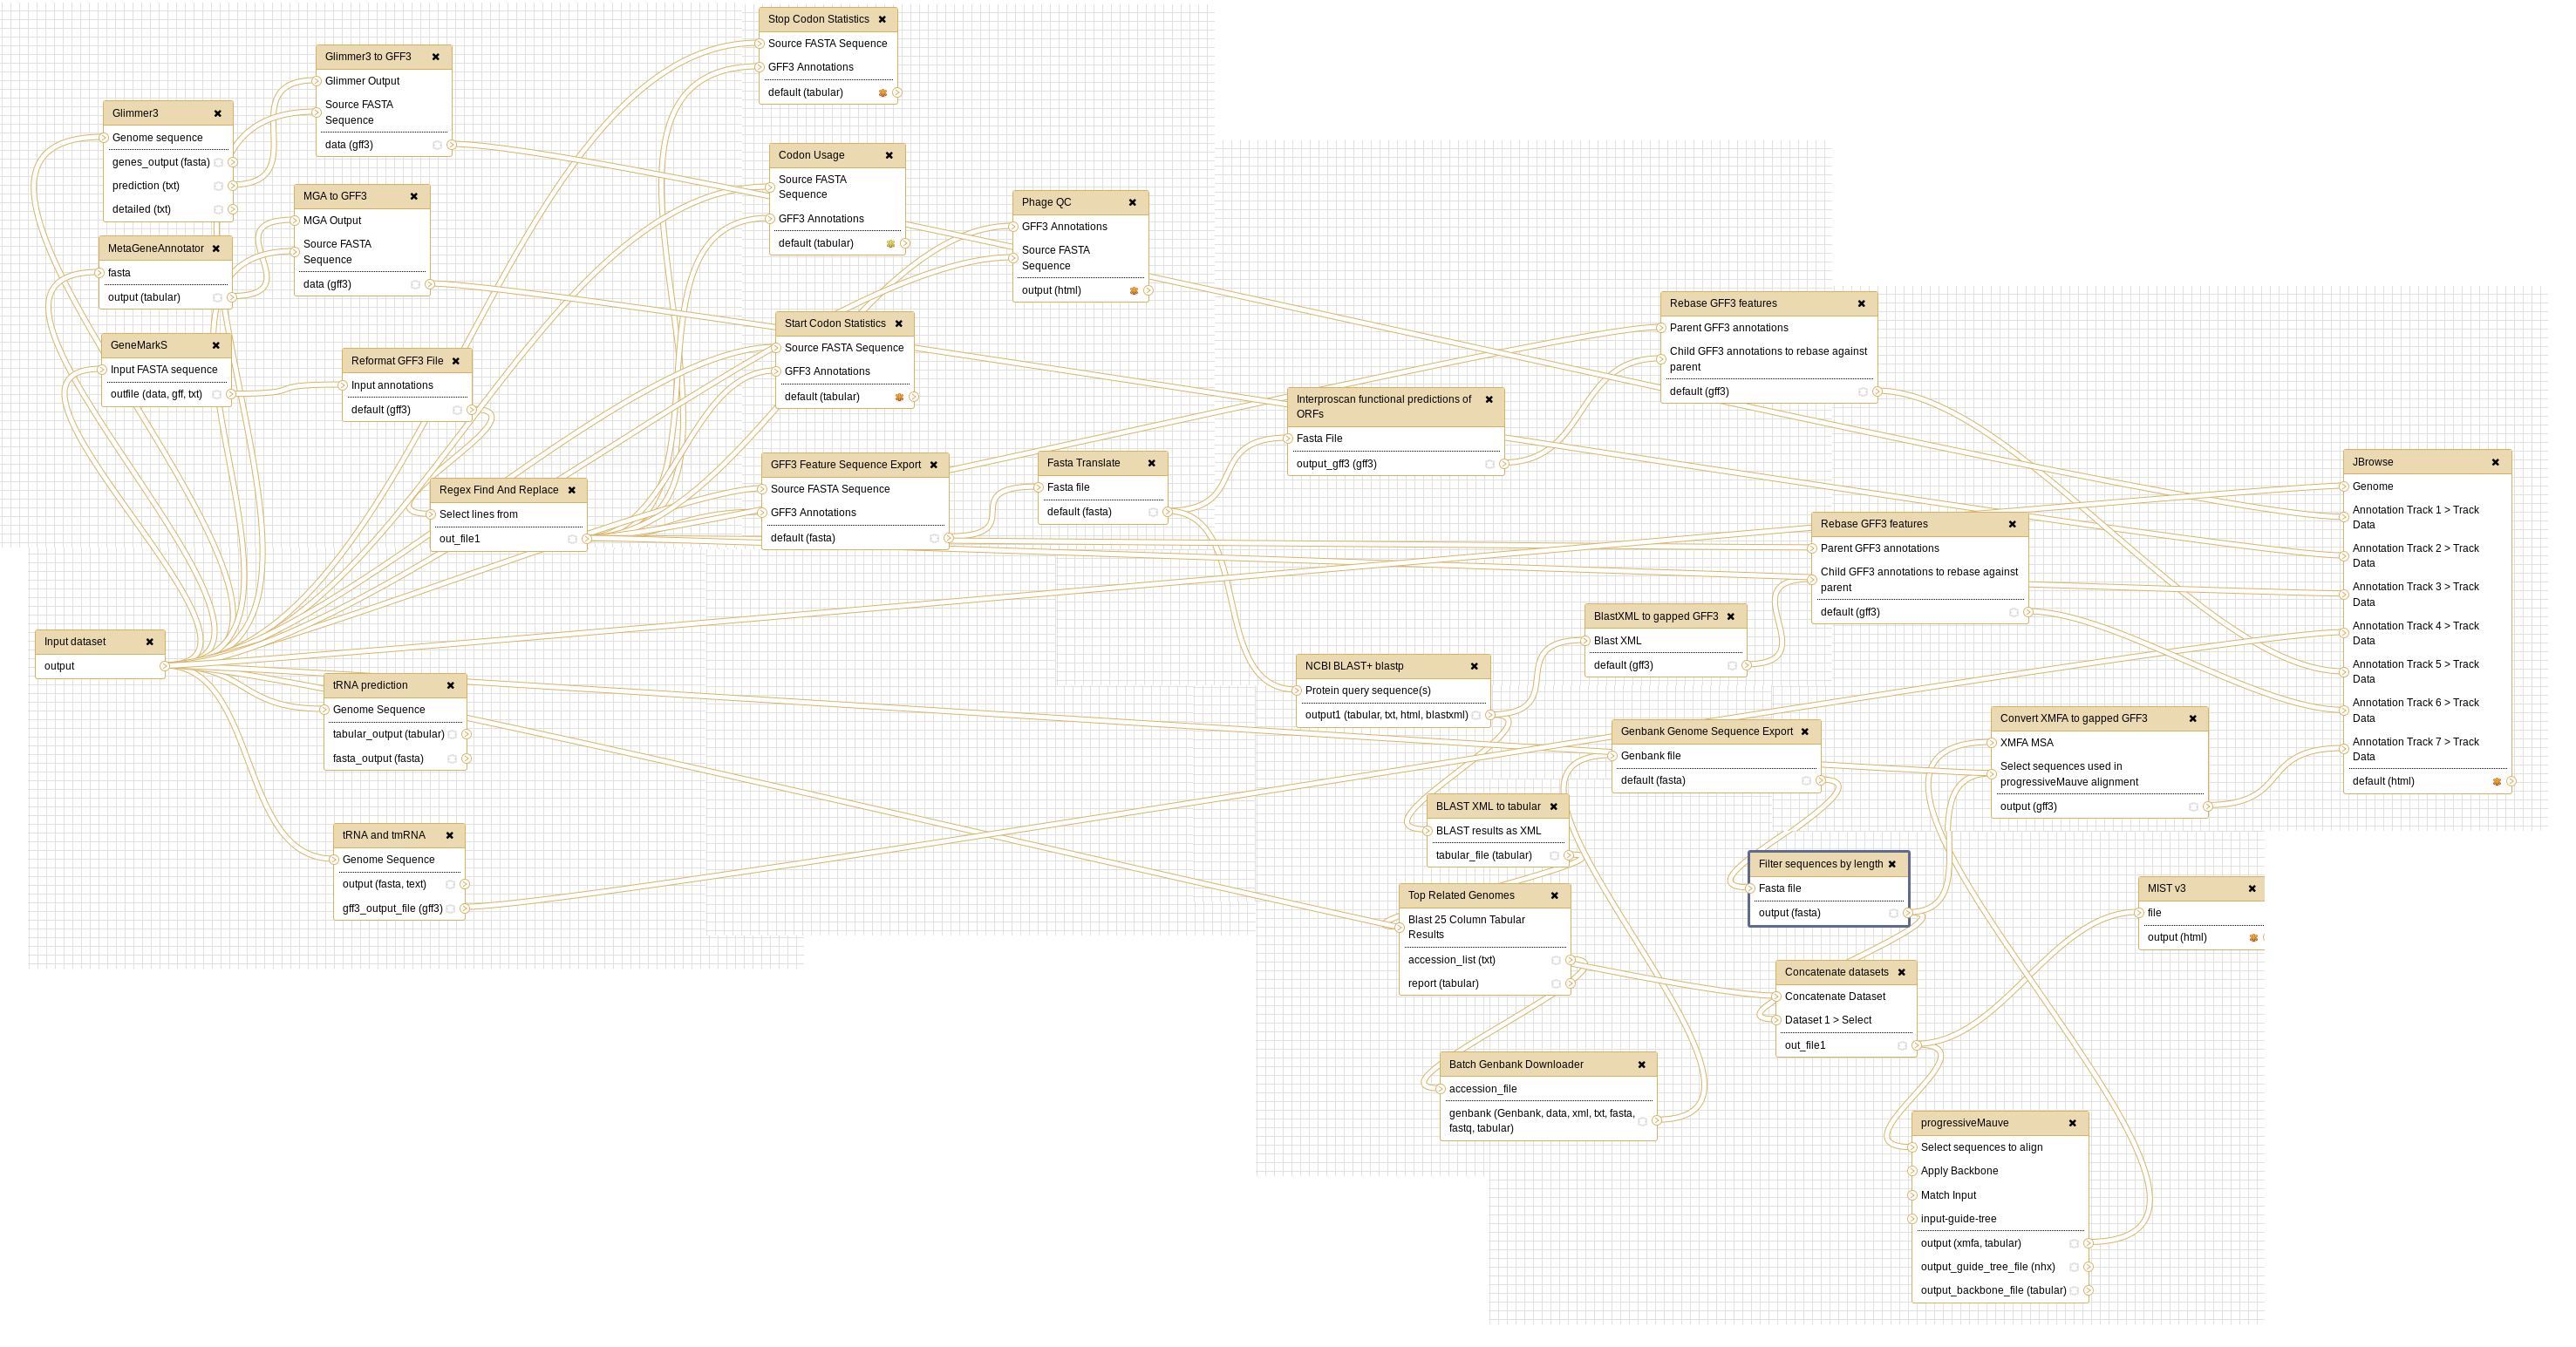 Stop Codon Statistics
Source FASTA Sequence
GFF3 Annotations
default (tabular)
Glimmer3 to GFF3
Glimmer Output
Source FASTA
Sequence
data (gff3)
Glimmer3
Genome sequence
genes_output (fasta)
prediction (txt)
detailed (txt)
Codon Usage
Source FASTA
Sequence
GFF3 Annotations
default (tabular)
MGA to GFF3
MGA Output
Source FASTA
Sequence
data (gff3)
Phage QC
GFF3 Annotations
Source FASTA
Sequence
output (html)
MetaGeneAnnotator
fasta
output (tabular)
Rebase GFF3 features
Parent GFF3 annotations
Child GFF3 annotations to rebase against
parent
default (gff3)
Start Codon Statistics
Source FASTA Sequence
GFF3 Annotations
default (tabular)
GeneMarkS
Input FASTA sequence
outfile (data, gff, txt)
Reformat GFF3 File
Input annotations
default (gff3)
Interproscan functional predictions of
ORFs
Fasta File
output_gff3 (gff3)
GFF3 Feature Sequence Export
Source FASTA Sequence
GFF3 Annotations
default (fasta)
Fasta Translate
Fasta file
default (fasta)
JBrowse
Genome
Annotation Track 1 > Track
Data
Annotation Track 2 > Track
Data
Annotation Track 3 > Track
Data
Annotation Track 4 > Track
Data
Annotation Track 5 > Track
Data
Annotation Track 6 > Track
Data
Annotation Track 7 > Track
Data
default (html)
Regex Find And Replace
Select lines from
out_file1
Rebase GFF3 features
Parent GFF3 annotations
Child GFF3 annotations to rebase against
parent
default (gff3)
BlastXML to gapped GFF3
Blast XML
default (gff3)
Input dataset
output
NCBI BLAST+ blastp
Protein query sequence(s)
output1 (tabular, txt, html, blastxml)
tRNA prediction
Genome Sequence
tabular_output (tabular)
fasta_output (fasta)
Convert XMFA to gapped GFF3
XMFA MSA
Select sequences used in
progressiveMauve alignment
output (gff3)
Genbank Genome Sequence Export
Genbank file
default (fasta)
BLAST XML to tabular
BLAST results as XML
tabular_file (tabular)
tRNA and tmRNA
Genome Sequence
output (fasta, text)
gff3_output_file (gff3)
Filter sequences by length
Fasta file
output (fasta)
MIST v3
file
output (html)
Top Related Genomes
Blast 25 Column Tabular
Results
accession_list (txt)
report (tabular)
Concatenate datasets
Concatenate Dataset
Dataset 1 > Select
out_file1
Batch Genbank Downloader
accession_file
genbank (Genbank, data, xml, txt, fasta,
fastq, tabular)
progressiveMauve
Select sequences to align
Apply Backbone
Match Input
input-guide-tree
output (xmfa, tabular)
output_guide_tree_file (nhx)
output_backbone_file (tabular)